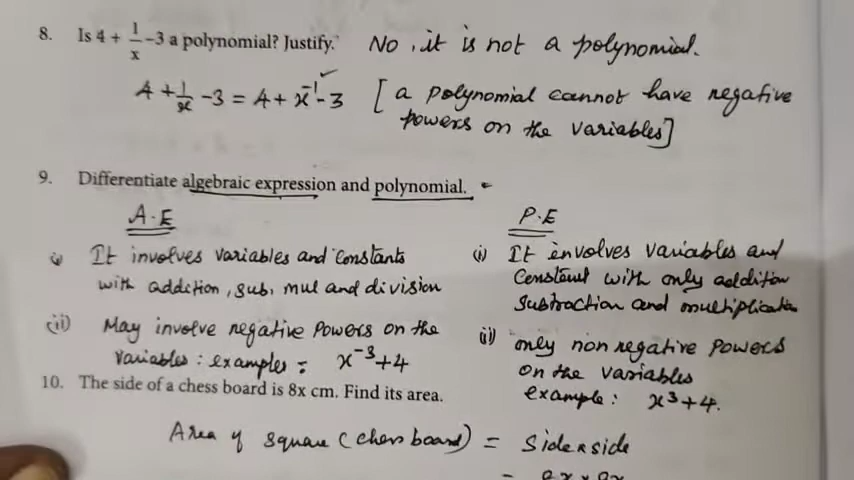 8. Is 4 + 1/x -3 a polynomial? Justify. No, it is not a polynomial.
4 + 1/x - 3 = 4 + x⁻¹ - 3 [a polynomial cannot have negative
powers on the variables]
9. Differentiate algebraic expression and polynomial.
A.E
i) It involves variables and constants
with addition, sub, mul and division
(ii) May involve negative Powers on the
variables: examples: x⁻³+4
P.E
(i) It envolves variables and
Constant with only addition
Subtraction and multiplication
ii) only non negative Powers
on the variables
example: x³+4.
10. The side of a chess board is 8x cm. Find its area.
Area of square (chess board) = Side x side
= 8x x 8x